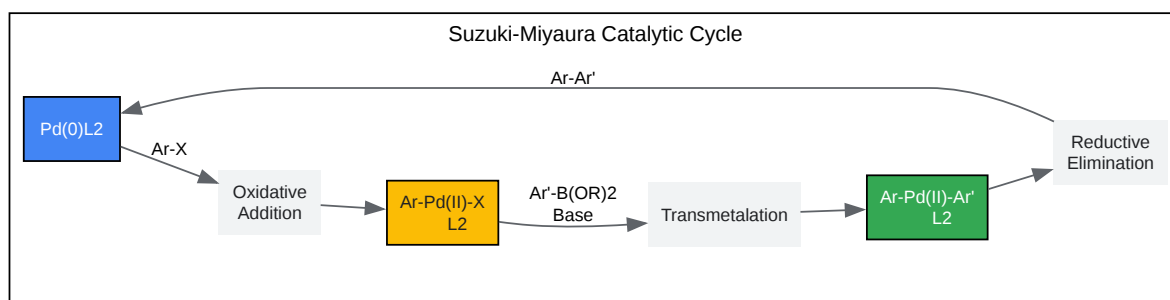 Suzuki-Miyaura Catalytic Cycle
Ar-Ar'
Pd(0)L2
Ar-X
Oxidative
Addition
Ar-Pd(II)-X
L2
Ar'-B(OR)2
Base
Transmetalation
Ar-Pd(II)-Ar'
L2
Reductive
Elimination